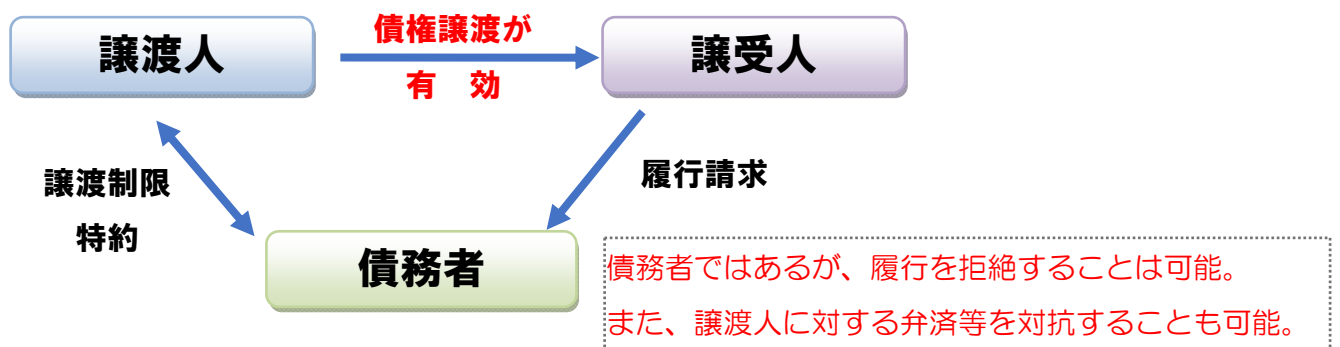 譲渡人
債権譲渡が
有　効
譲受人
譲渡制限
特約
履行請求
債務者
債務者ではあるが、履行を拒絶することは可能。
また、譲渡人に対する弁済等を対抗することも可能。